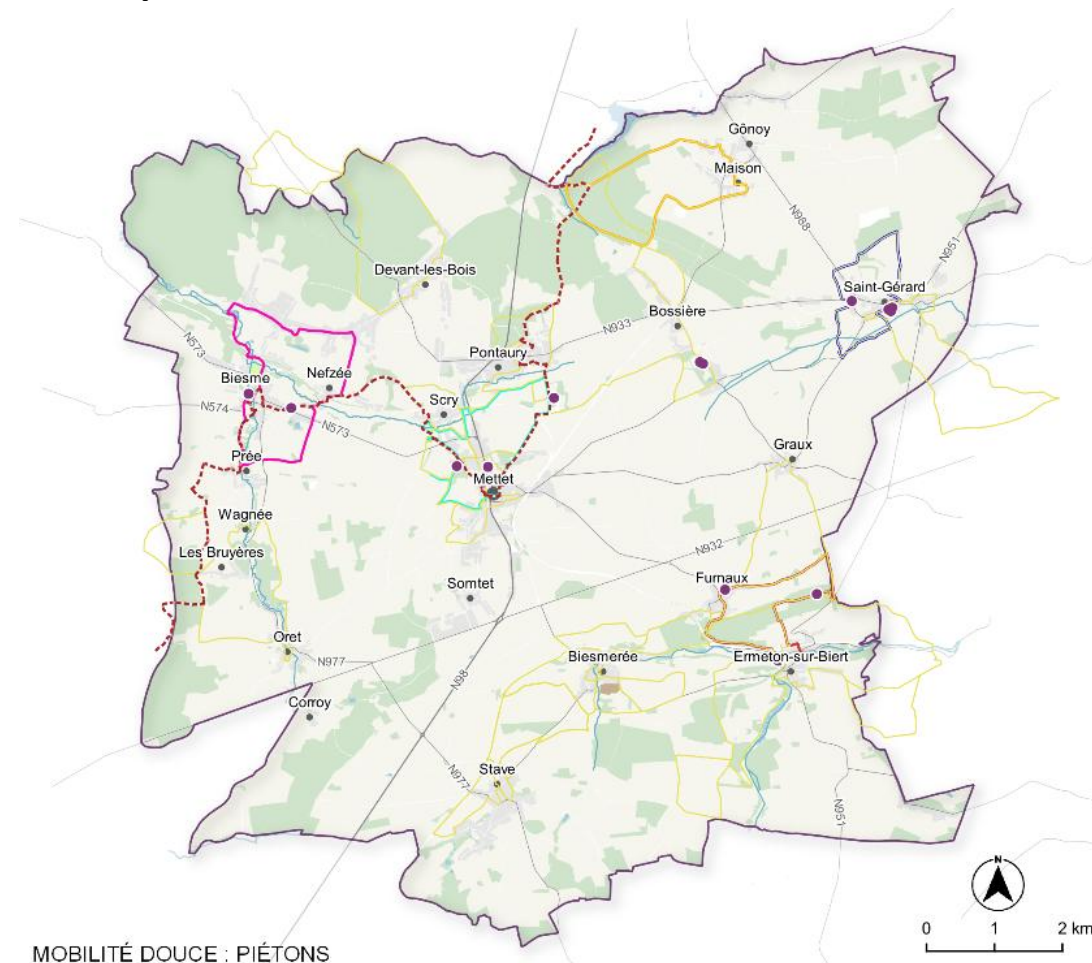 Gônoy
Maison
N988
N951
Devant-les-Bois
Saint-Gérard
Bossière
N933
N573
Pontaury
Biesme
Nefzée
Scry
N574
N573
Graux
Prée
Mettet
Wagnée
N932
Les Bruyères
Furnaux
Somtet
Oret
N977
Biesmerée
Ermeton-sur-Biert
N98
Corroy
Stave
N977
N951
N
0 1 2 km
MOBILITÉ DOUCE : PIÉTONS